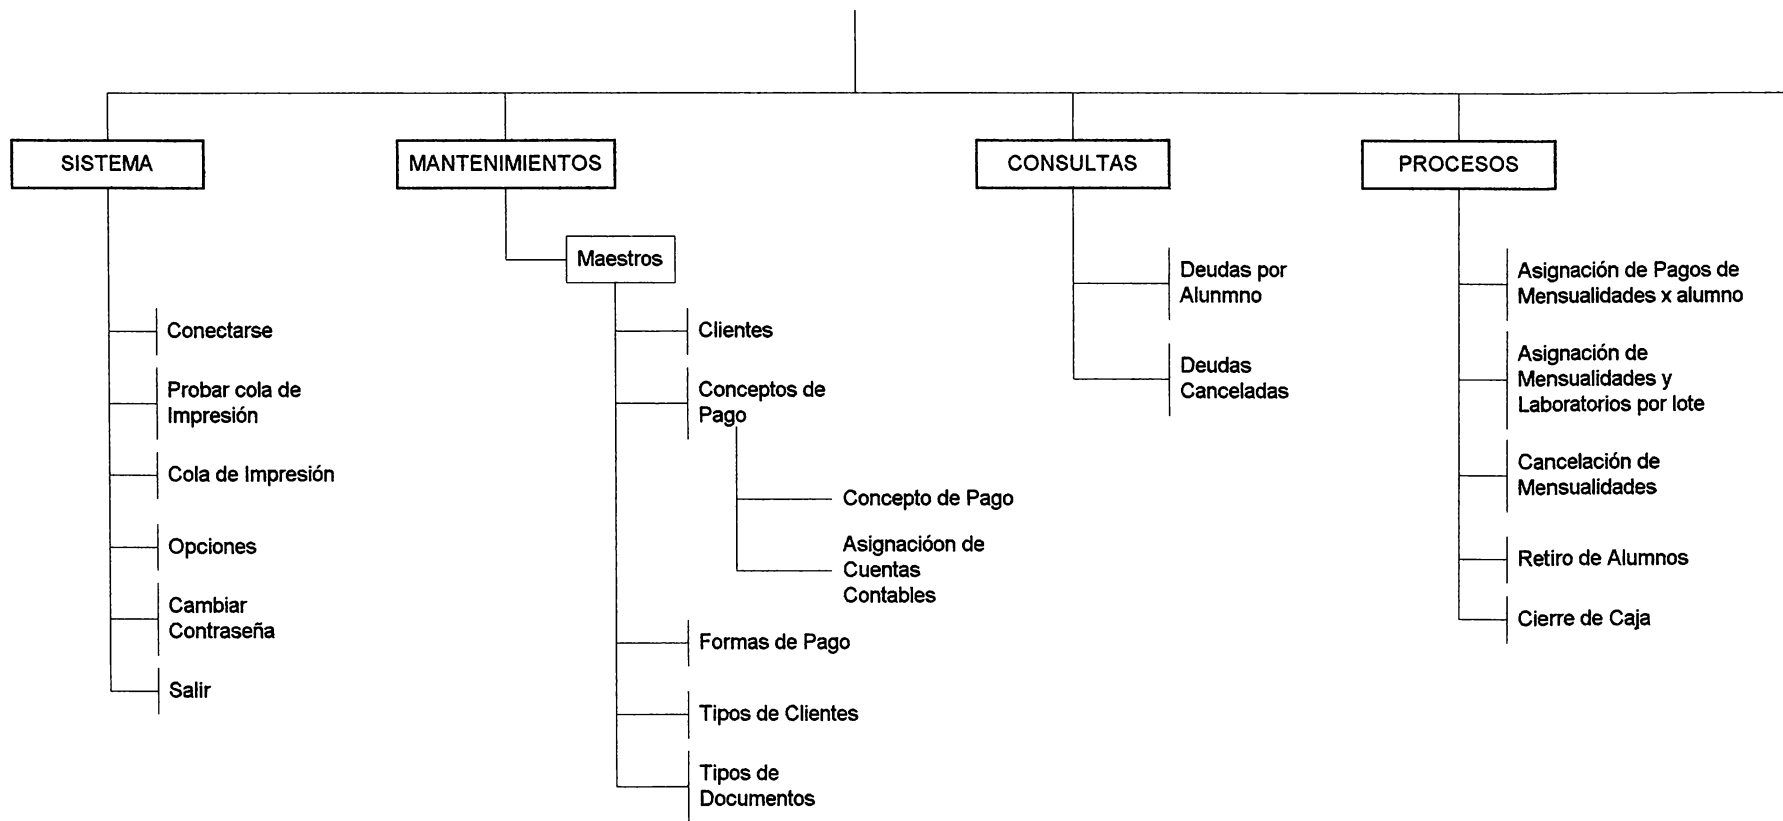 SISTEMA
Conectarse
Probar cola de
Impresión
Cola de Impresión
Opciones
Cambiar
Contraseña
Salir
MANTENIMIENTOS
Maestros
Clientes
Conceptos de
Pago
Concepto de Pago
Asignacióon de
Cuentas
Contables
Formas de Pago
Tipos de Clientes
Tipos de
Documentos
CONSULTAS
Deudas por
Alunmno
Deudas
Canceladas
PROCESOS
Asignación de Pagos de
Mensualidades x alumno
Asignación de
Mensualidades y
Laboratorios por lote
Cancelación de
Mensualidades
Retiro de Alumnos
Cierre de Caja